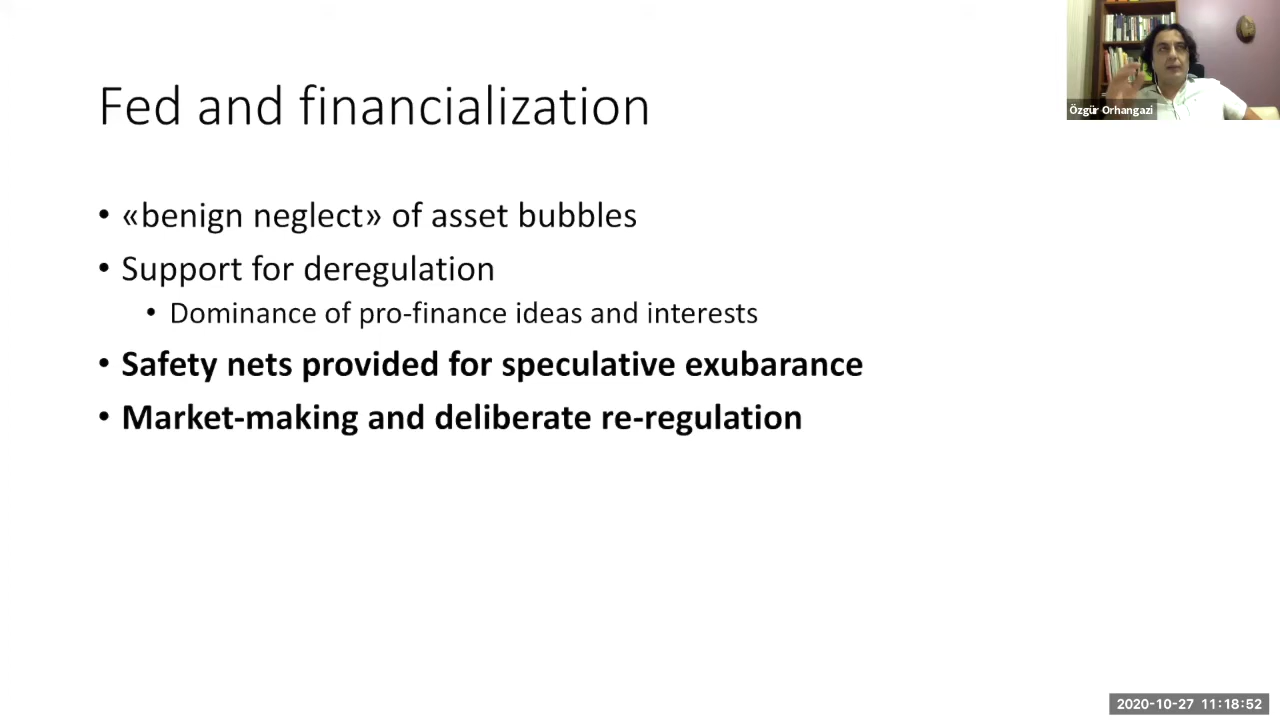 Fed and financialization
• «benign neglect» of asset bubbles
• Support for deregulation
• Dominance of pro-finance ideas and interests
• Safety nets provided for speculative exubarance
• Market-making and deliberate re-regulation
Özgür Orhangazi
2020-10-27 11:18:52